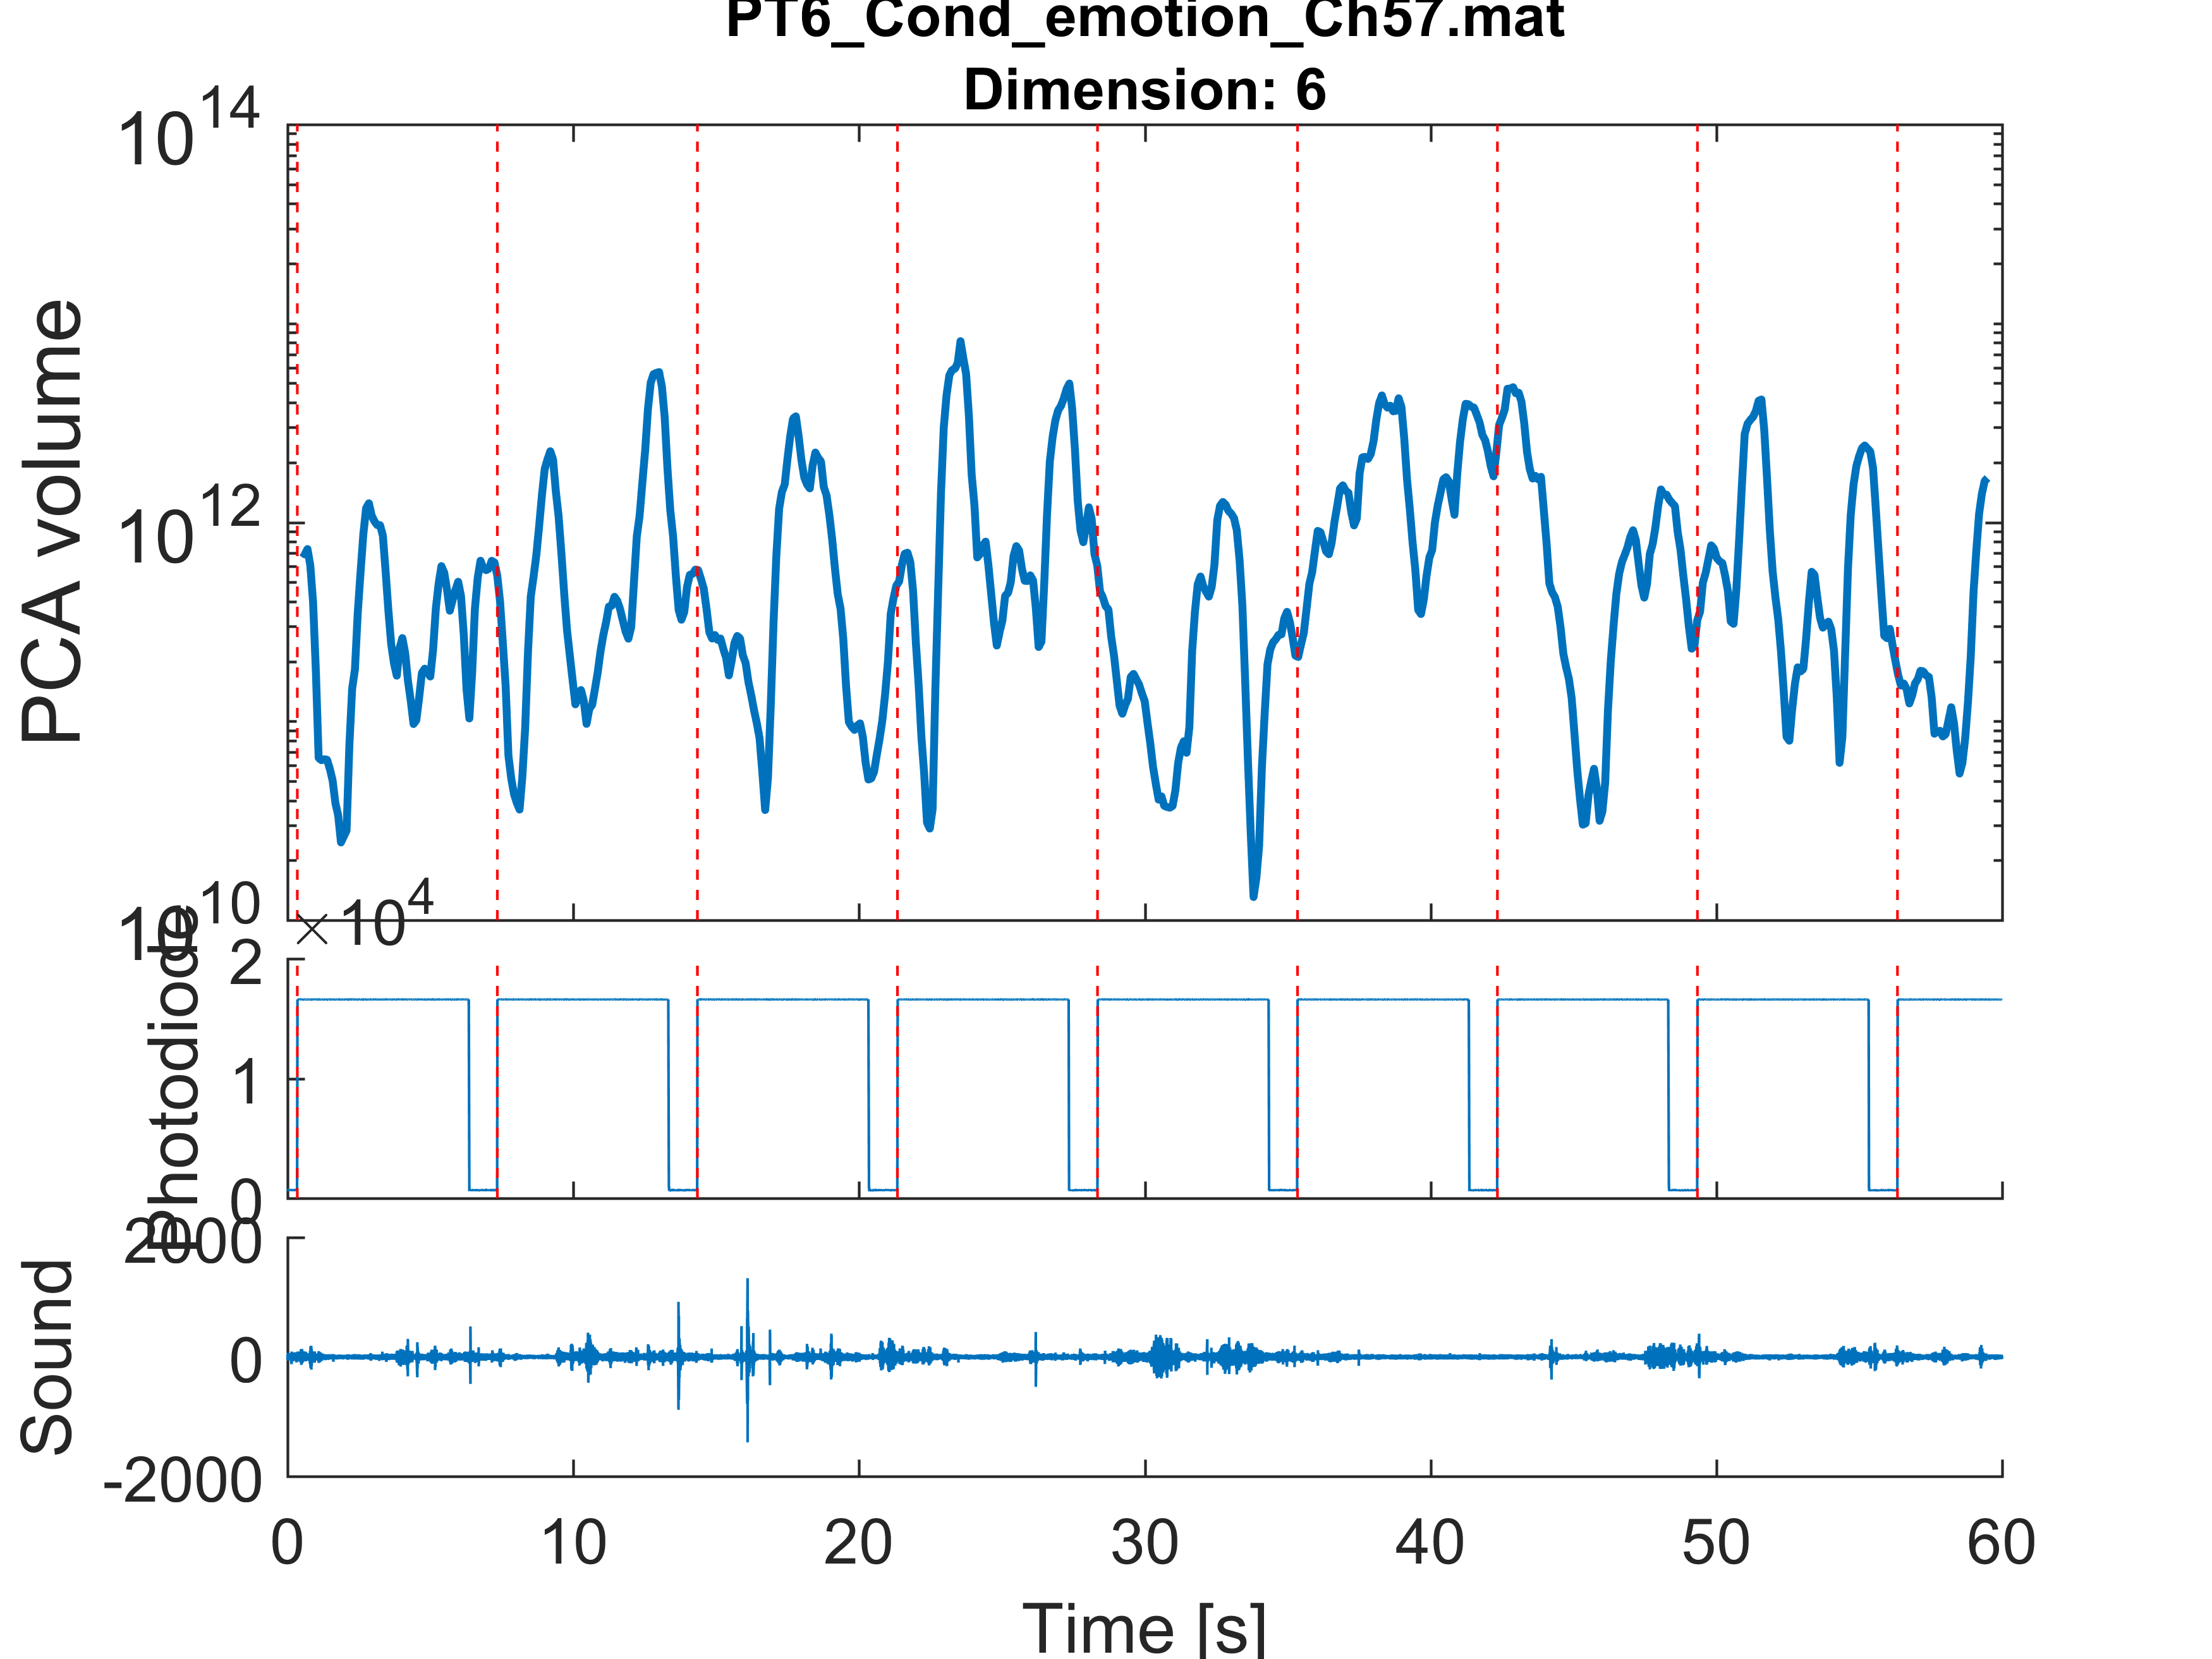 PT6_Cond_emotion_Ch57.mat
Dimension: 6
10^14
10^12
10^10
PCA volume
×10^4
2
1
0
Photodiode
2000
0
-2000
Sound
0 10 20 30 40 50 60
Time [s]